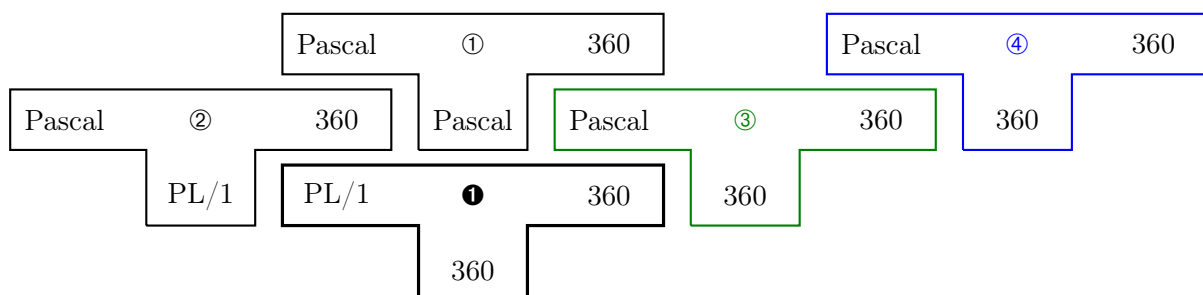 Pascal ① 360
Pascal ④ 360
Pascal ② 360
Pascal
Pascal ③ 360
360
PL/1
PL/1 ❶ 360
360
360